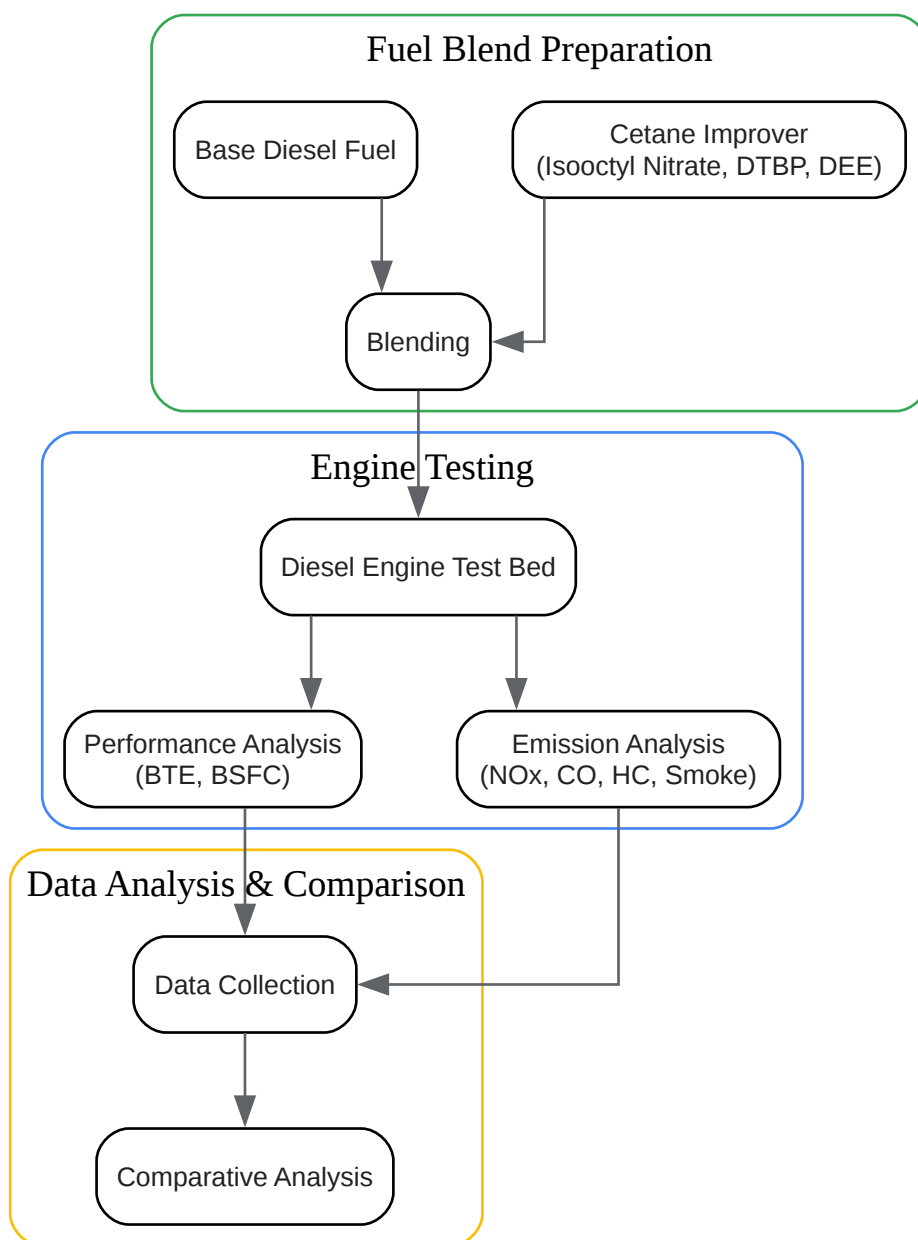 Fuel Blend Preparation
Base Diesel Fuel
Cetane Improver
(Isooctyl Nitrate, DTBP, DEE)
Blending
Engine Testing
Diesel Engine Test Bed
Performance Analysis
(BTE, BSFC)
Emission Analysis
(NOx, CO, HC, Smoke)
Data Analysis & Comparison
Data Collection
Comparative Analysis